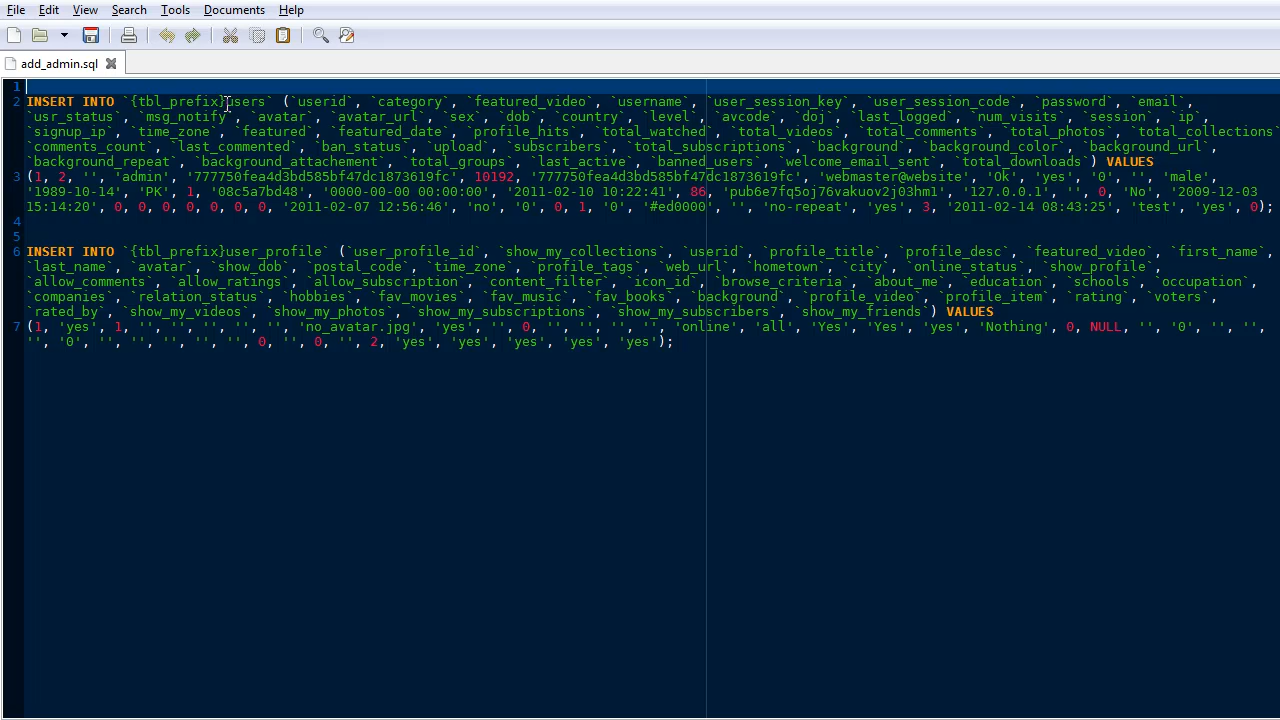 File Edit View Search Tools Documents Help
add_admin.sql
1
2 INSERT INTO `{tbl_prefix}users` (`userid`, `category`, `featured_video`, `username`, `user_session_key`, `user_session_code`, `password`, `email`,
`usr_status`, `msg_notify`, `avatar`, `avatar_url`, `sex`, `dob`, `country`, `level`, `avcode`, `doj`, `last_logged`, `num_visits`, `session`, `ip`,
`signup_ip`, `time_zone`, `featured`, `featured_date`, `profile_hits`, `total_watched`, `total_videos`, `total_comments`, `total_photos`, `total_collections`
`comments_count`, `last_commented`, `ban_status`, `upload`, `subscribers`, `total_subscriptions`, `background`, `background_color`, `background_url`,
`background_repeat`, `background_attachement`, `total_groups`, `last_active`, `banned_users`, `welcome_email_sent`, `total_downloads`) VALUES
3 (1, 2, '', 'admin', '777750fea4d3bd585bf47dc1873619fc', 10192, '777750fea4d3bd585bf47dc1873619fc', 'webmaster@website', 'Ok', 'yes', '0', '', 'male',
'1989-10-14', 'PK', 1, '08c5a7bd48', '0000-00-00 00:00:00', '2011-02-10 10:22:41', 86, 'pub6e7fq5oj76vakuov2j03hm1', '127.0.0.1', '', 0, 'No', '2009-12-03
15:14:20', 0, 0, 0, 0, 0, 0, 0, '2011-02-07 12:56:46', 'no', '0', 0, 1, '0', '#ed0000', '', 'no-repeat', 'yes', 3, '2011-02-14 08:43:25', 'test', 'yes', 0);
4
5
6 INSERT INTO `{tbl_prefix}user_profile` (`user_profile_id`, `show_my_collections`, `userid`, `profile_title`, `profile_desc`, `featured_video`, `first_name`,
`last_name`, `avatar`, `show_dob`, `postal_code`, `time_zone`, `profile_tags`, `web_url`, `hometown`, `city`, `online_status`, `show_profile`,
`allow_comments`, `allow_ratings`, `allow_subscription`, `content_filter`, `icon_id`, `browse_criteria`, `about_me`, `education`, `schools`, `occupation`,
`companies`, `relation_status`, `hobbies`, `fav_movies`, `fav_music`, `fav_books`, `background`, `profile_video`, `profile_item`, `rating`, `voters`,
`rated_by`, `show_my_videos`, `show_my_photos`, `show_my_subscriptions`, `show_my_subscribers`, `show_my_friends`) VALUES
7 (1, 'yes', 1, '', '', '', '', '', 'no_avatar.jpg', 'yes', '', 0, '', '', '', '', 'online', 'all', 'Yes', 'Yes', 'yes', 'Nothing', 0, NULL, '', '0', '', '',
'', '0', '', '', '', '', '', 0, '', 0, '', 2, 'yes', 'yes', 'yes', 'yes', 'yes');